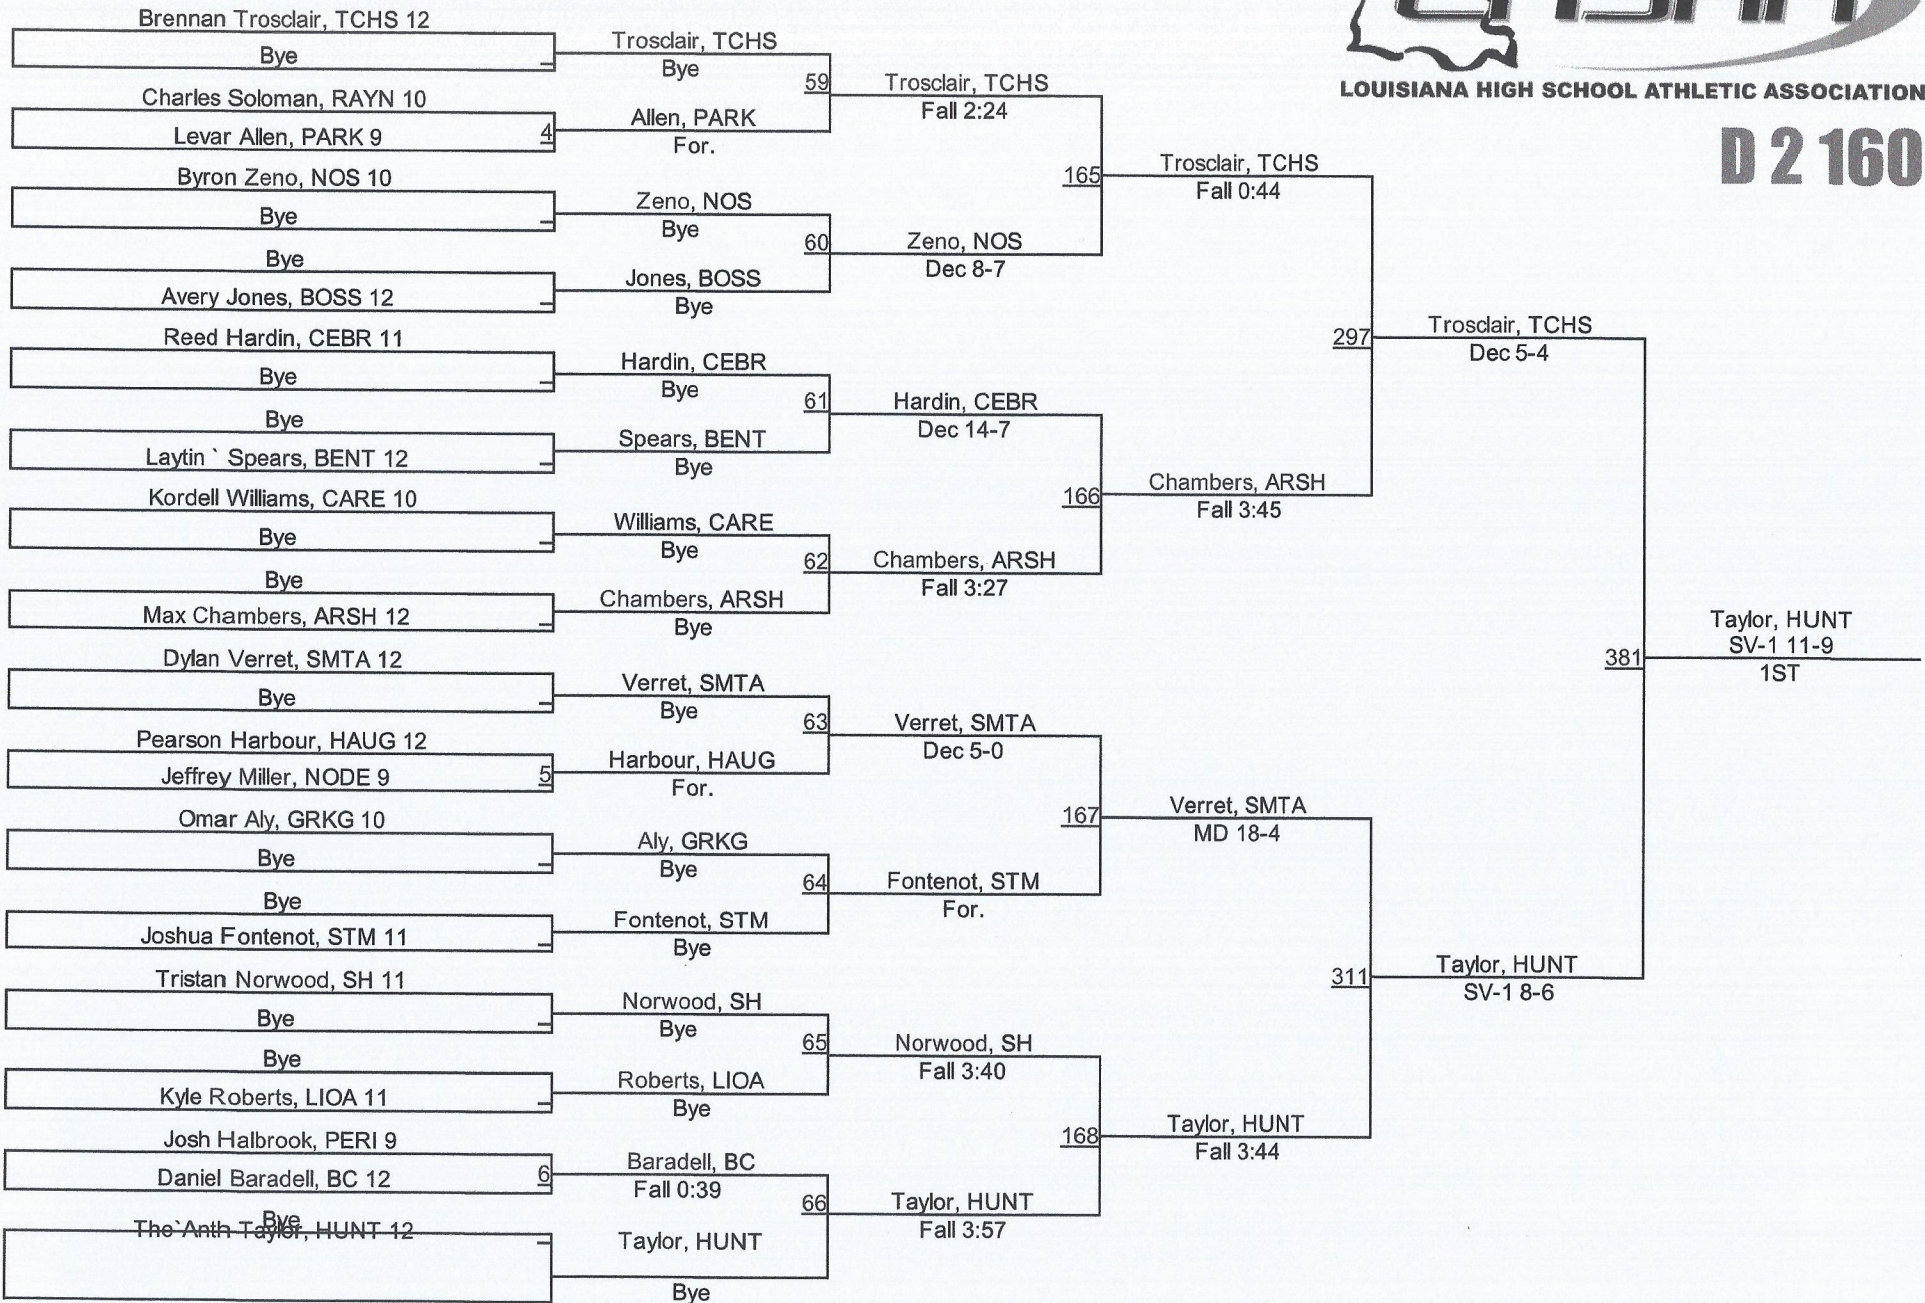 LOUISIANA HIGH SCHOOL ATHLETIC ASSOCIATION
D 2 160
Brennan Trosclair, TCHS 12
Bye
Charles Soloman, RAYN 10
Levar Allen, PARK 9
4
Byron Zeno, NOS 10
Bye
Bye
Avery Jones, BOSS 12
Reed Hardin, CEBR 11
Bye
Bye
Laytin ` Spears, BENT 12
Kordell Williams, CARE 10
Bye
Bye
Max Chambers, ARSH 12
Dylan Verret, SMTA 12
Bye
Pearson Harbour, HAUG 12
Jeffrey Miller, NODE 9
5
Omar Aly, GRKG 10
Bye
Bye
Joshua Fontenot, STM 11
Tristan Norwood, SH 11
Bye
Bye
Kyle Roberts, LIOA 11
Josh Halbrook, PERI 9
Daniel Baradell, BC 12
6
Bye
The`Anth Taylor, HUNT 12
Trosclair, TCHS
Bye
59
Allen, PARK
For.
Zeno, NOS
Bye
60
Jones, BOSS
Bye
Hardin, CEBR
Bye
61
Spears, BENT
Bye
Williams, CARE
Bye
62
Chambers, ARSH
Bye
Verret, SMTA
Bye
63
Harbour, HAUG
For.
Aly, GRKG
Bye
64
Fontenot, STM
Bye
Norwood, SH
Bye
65
Roberts, LIOA
Bye
Baradell, BC
Fall 0:39
66
Taylor, HUNT
Bye
Trosclair, TCHS
Fall 2:24
165
Zeno, NOS
Dec 8-7
Hardin, CEBR
Dec 14-7
166
Chambers, ARSH
Fall 3:27
Verret, SMTA
Dec 5-0
167
Fontenot, STM
For.
Norwood, SH
Fall 3:40
168
Taylor, HUNT
Fall 3:57
Trosclair, TCHS
Fall 0:44
297
Chambers, ARSH
Fall 3:45
Verret, SMTA
MD 18-4
311
Taylor, HUNT
Fall 3:44
Trosclair, TCHS
Dec 5-4
381
Taylor, HUNT
SV-1 8-6
Taylor, HUNT
SV-1 11-9
1ST